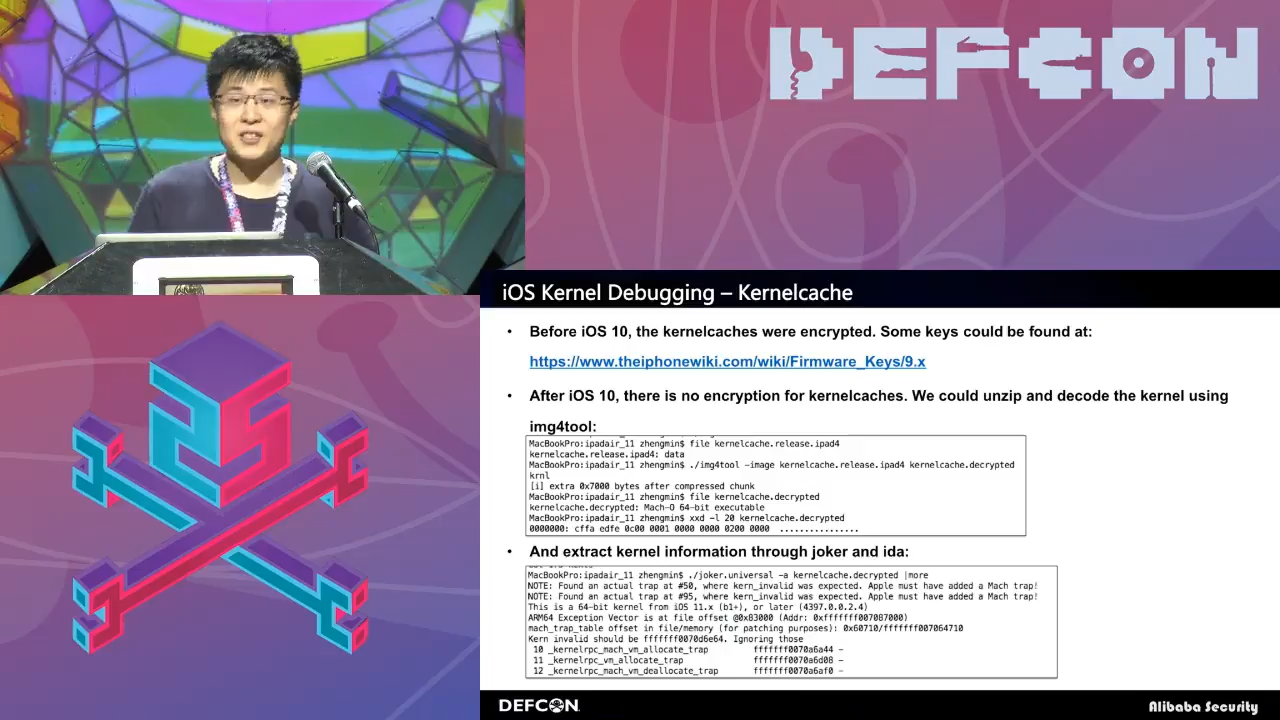 DEFCON
iOS Kernel Debugging – Kernelcache
• Before iOS 10, the kernelcaches were encrypted. Some keys could be found at:
https://www.theiphonewiki.com/wiki/Firmware_Keys/9.x
• After iOS 10, there is no encryption for kernelcaches. We could unzip and decode the kernel using
img4tool:
MacBookPro:ipadair_11 zhengmin$ file kernelcache.release.ipad4
kernelcache.release.ipad4: data
MacBookPro:ipadair_11 zhengmin$ ./img4tool -image kernelcache.release.ipad4 kernelcache.decrypted
krnl
[i] extra 0x7000 bytes after compressed chunk
MacBookPro:ipadair_11 zhengmin$ file kernelcache.decrypted
kernelcache.decrypted: Mach-O 64-bit executable
MacBookPro:ipadair_11 zhengmin$ xxd -l 20 kernelcache.decrypted
0000000: cffa edfe 0c00 0001 0000 0000 0200 0000 ................
• And extract kernel information through joker and ida:
MacBookPro:ipadair_11 zhengmin$ ./joker.universal -a kernelcache.decrypted |more
NOTE: Found an actual trap at #50, where kern_invalid was expected. Apple must have added a Mach trap!
NOTE: Found an actual trap at #95, where kern_invalid was expected. Apple must have added a Mach trap!
This is a 64-bit kernel from iOS 11.x (b1+), or later (4397.0.0.2.4)
ARM64 Exception Vector is at file offset @0x83000 (Addr: 0xfffffff007087000)
mach_trap_table offset in file/memory (for patching purposes): 0x60710/fffffff007064710
Kern invalid should be fffffff0070d6e64. Ignoring those
10 _kernelrpc_mach_vm_allocate_trap fffffff0070a6a44 -
11 _kernelrpc_vm_allocate_trap fffffff0070a6d08 -
12 _kernelrpc_mach_vm_deallocate_trap fffffff0070a6af0 -
DEFCON
Alibaba Security